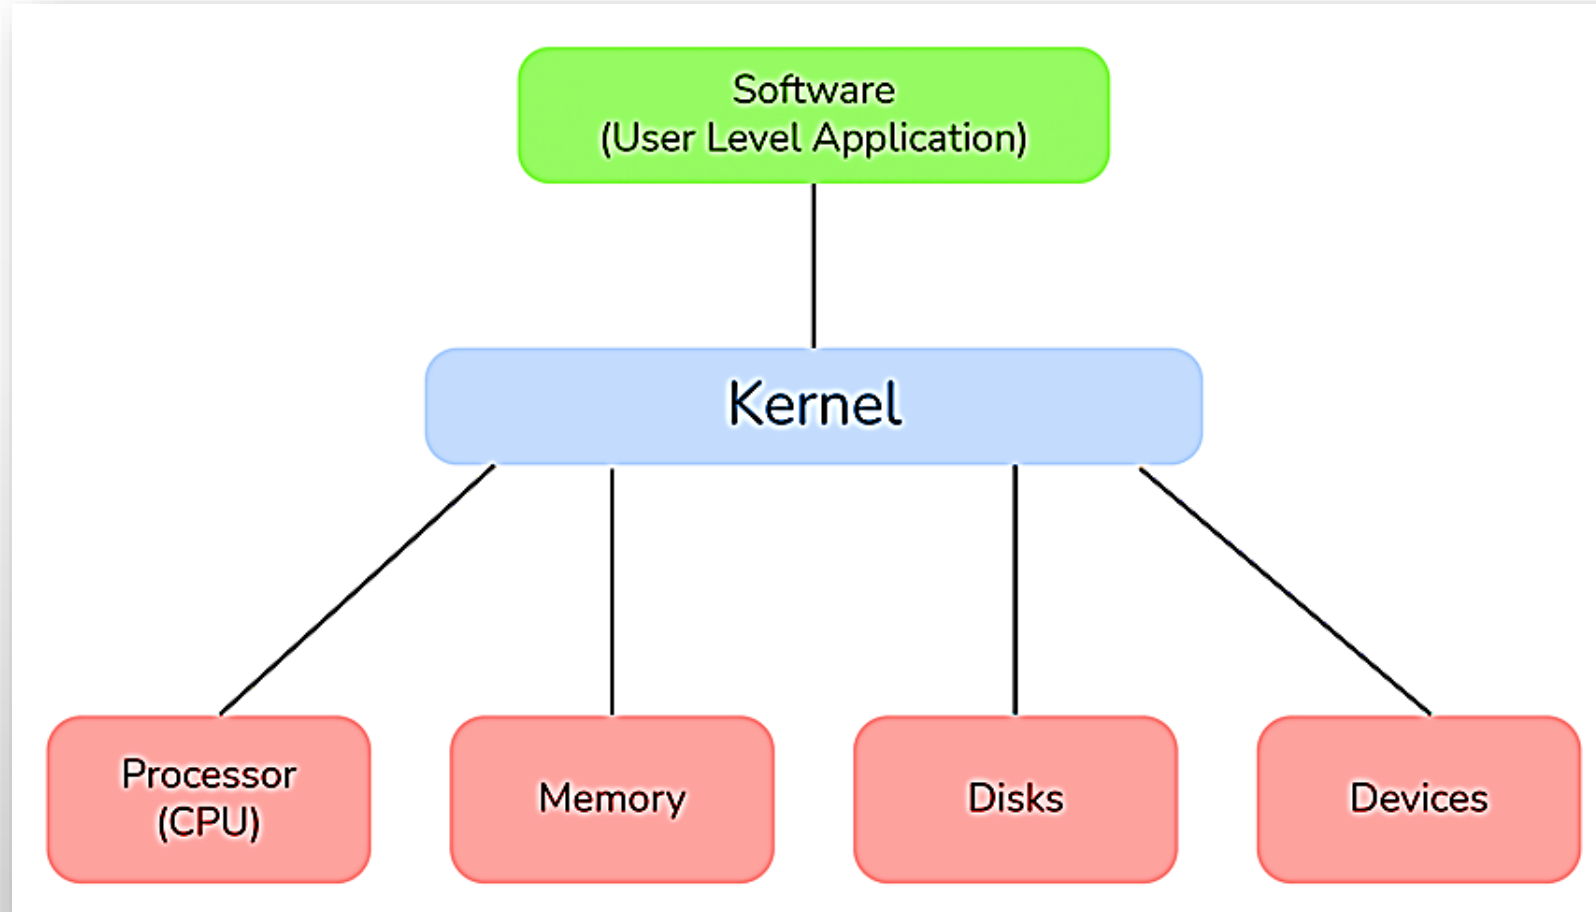 Software
(User Level Application)
Kernel
Processor
(CPU)
Memory
Disks
Devices